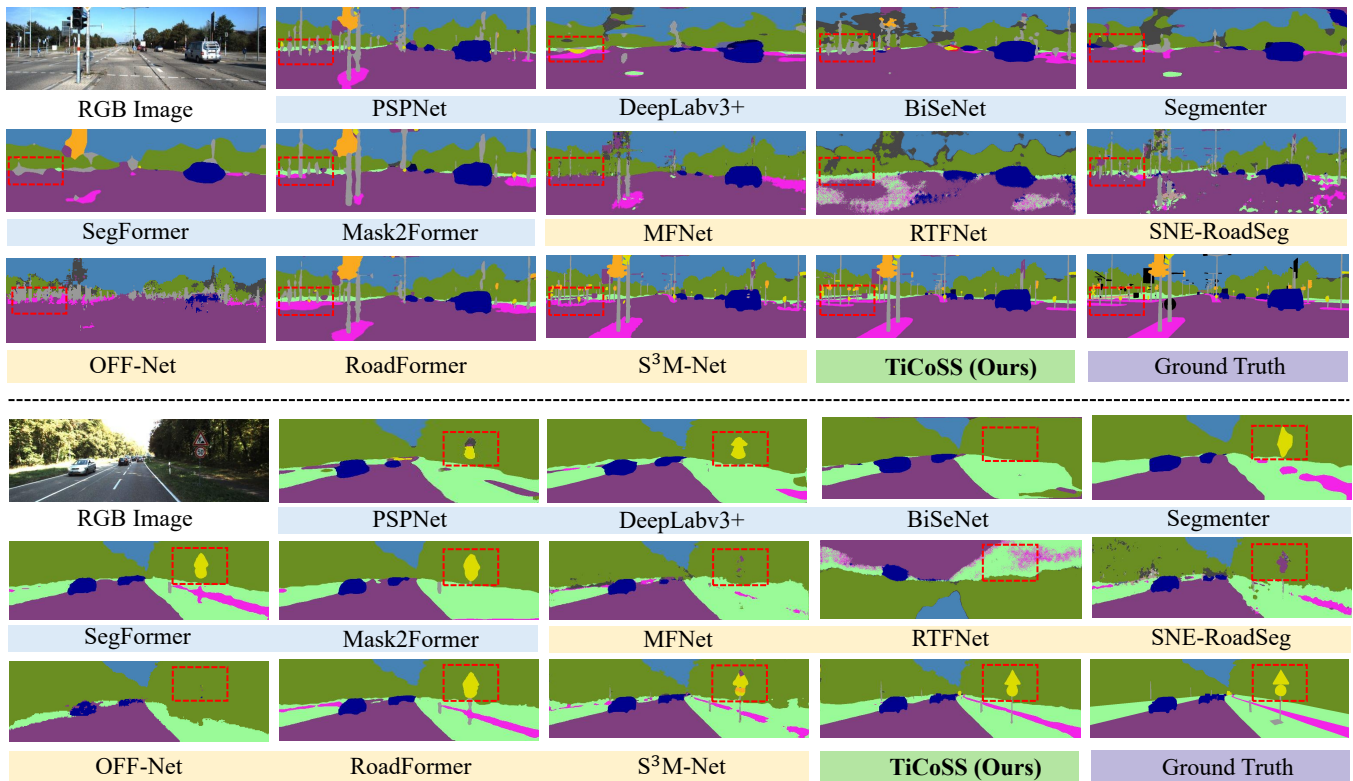 RGB Image PSPNet DeepLabv3+ BiSeNet Segmenter
SegFormer Mask2Former MFNet RTFNet SNE-RoadSeg
OFF-Net RoadFormer S³M-Net TiCoSS (Ours) Ground Truth
RGB Image PSPNet DeepLabv3+ BiSeNet Segmenter
SegFormer Mask2Former MFNet RTFNet SNE-RoadSeg
OFF-Net RoadFormer S³M-Net TiCoSS (Ours) Ground Truth